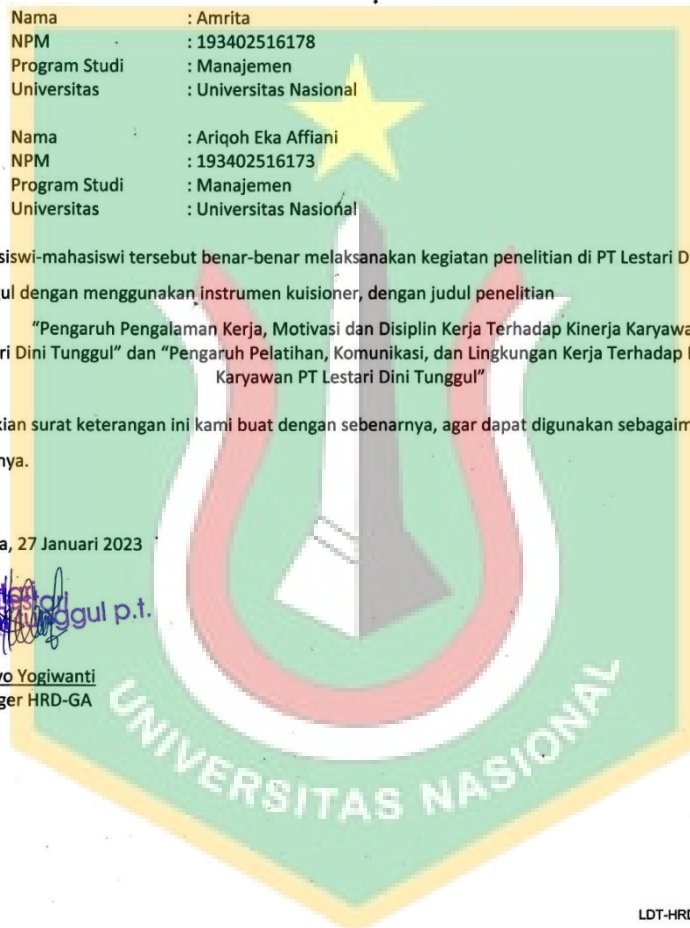 Nama : Amrita
NPM : 193402516178
Program Studi : Manajemen
Universitas : Universitas Nasional
Nama : Ariqoh Eka Affiani
NPM : 193402516173
Program Studi : Manajemen
Universitas : Universitas Nasional
siswi-mahasiswi tersebut benar-benar melaksanakan kegiatan penelitian di PT Lestari D
ul dengan menggunakan instrumen kuisioner, dengan judul penelitian
"Pengaruh Pengalaman Kerja, Motivasi dan Disiplin Kerja Terhadap Kinerja Karyawa
ri Dini Tunggul" dan "Pengaruh Pelatihan, Komunikasi, dan Lingkungan Kerja Terhadap
Karyawan PT Lestari Dini Tunggul"
kian surat keterangan ini kami buat dengan sebenarnya, agar dapat digunakan sebagaim
nya.
a, 27 Januari 2023
lestari
tunggul p.t.
vo Yogiwanti
ger HRD-GA
UNIVERSITAS NASIONAL
LDT-HRD